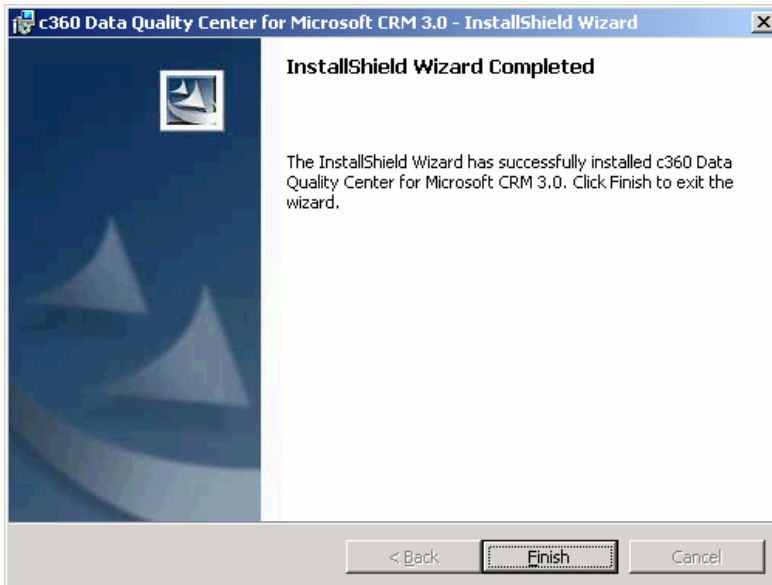 c360 Data Quality Center for Microsoft CRM 3.0 - InstallShield Wizard
InstallShield Wizard Completed
The InstallShield Wizard has successfully installed c360 Data
Quality Center for Microsoft CRM 3.0. Click Finish to exit the
wizard.
< Back
Finish
Cancel